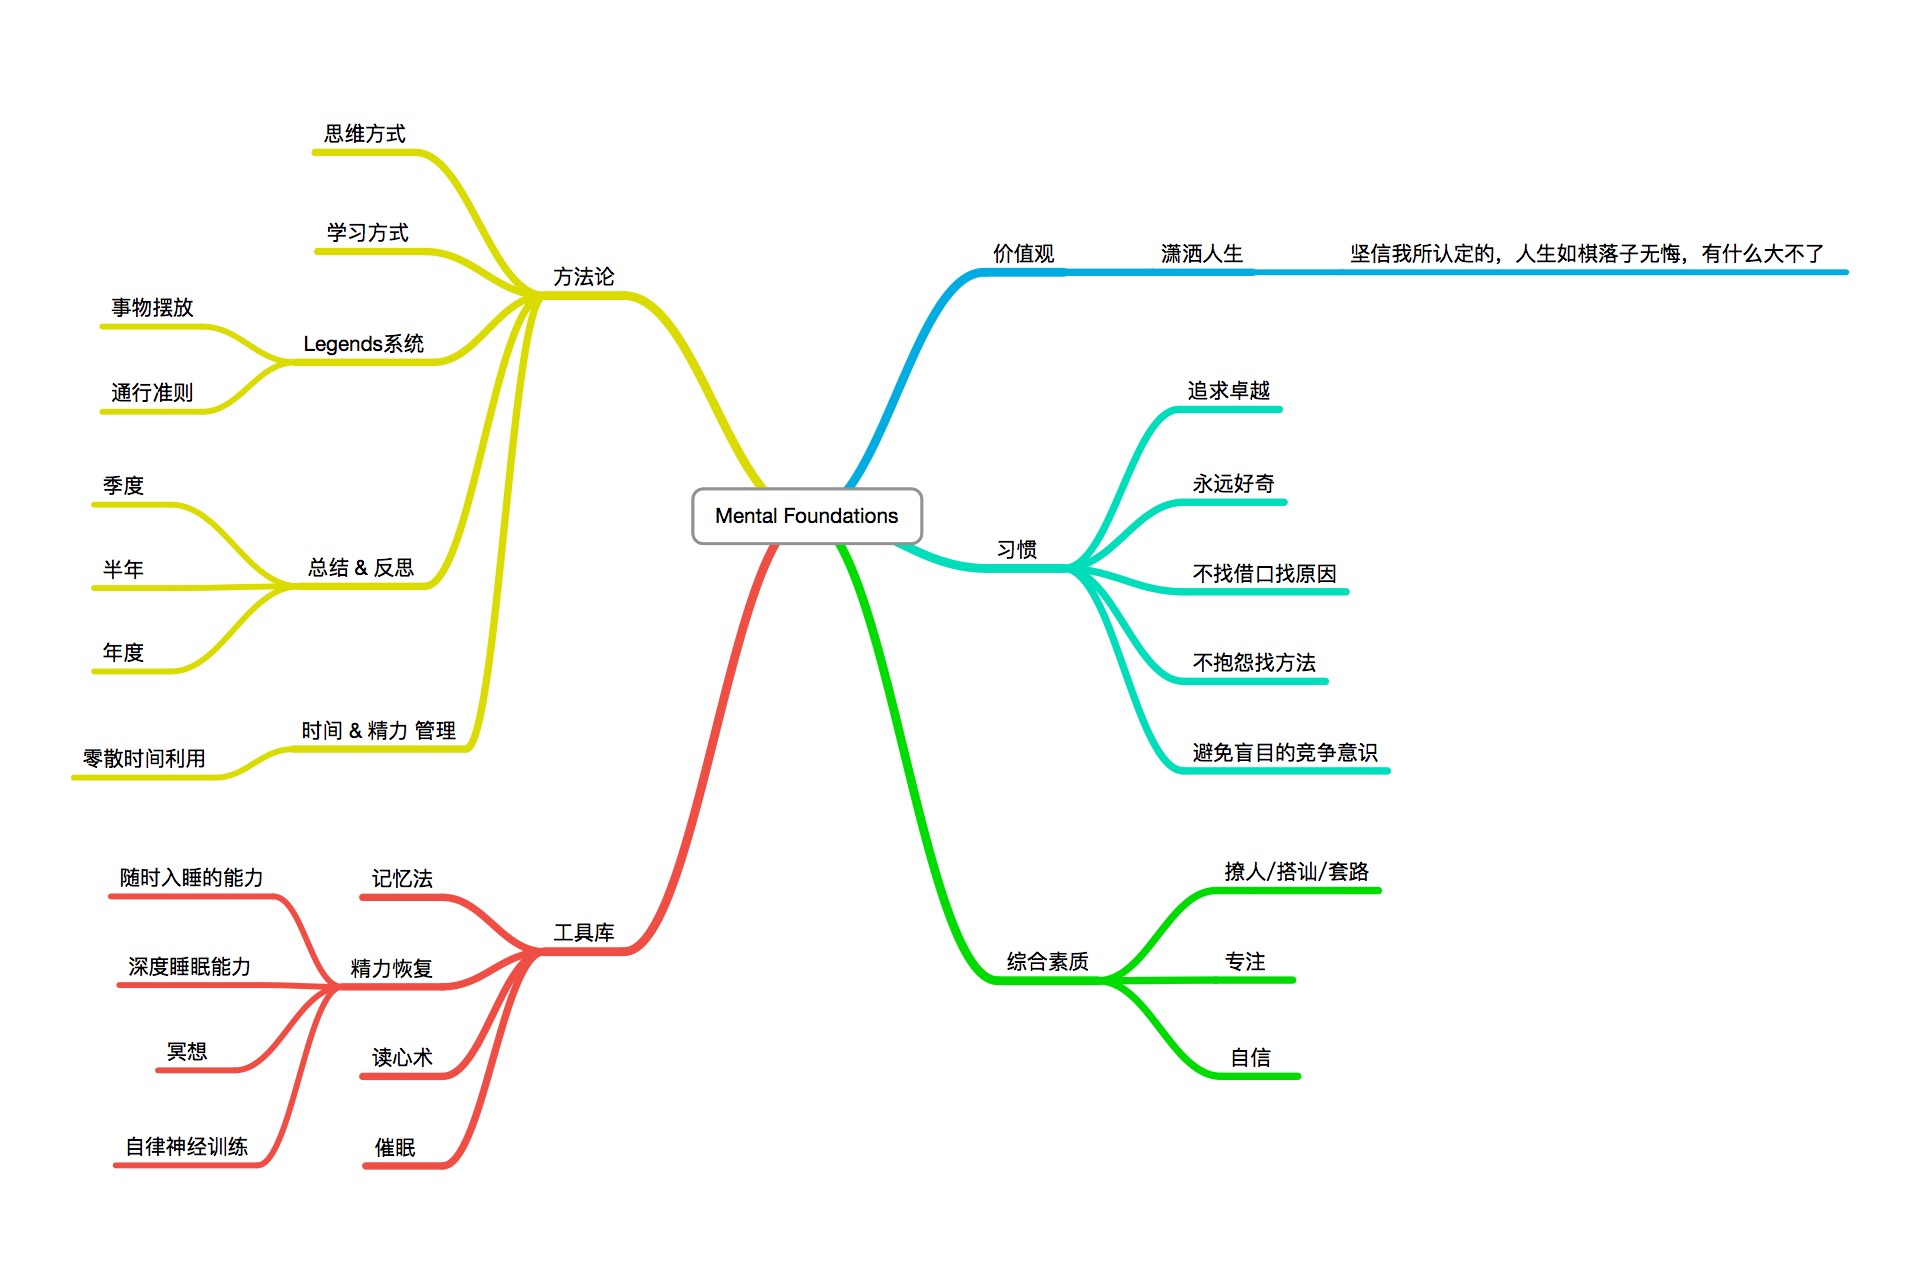 Mental Foundations
价值观
潇洒人生
坚信我所认定的，人生如棋落子无悔，有什么大不了
习惯
追求卓越
永远好奇
不找借口找原因
不抱怨找方法
避免盲目的竞争意识
综合素质
撩人/搭讪/套路
专注
自信
方法论
思维方式
学习方式
Legends系统
事物摆放
通行准则
总结 & 反思
季度
半年
年度
时间 & 精力 管理
零散时间利用
工具库
记忆法
精力恢复
随时入睡的能力
深度睡眠能力
冥想
自律神经训练
读心术
催眠